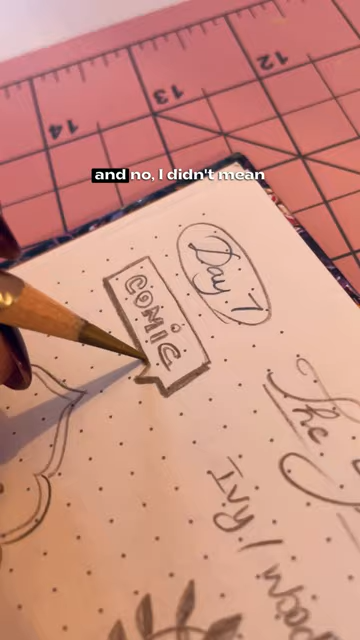 14 13 12
and no, I didn't mean
Day 7
COMIC
The
Ivy /